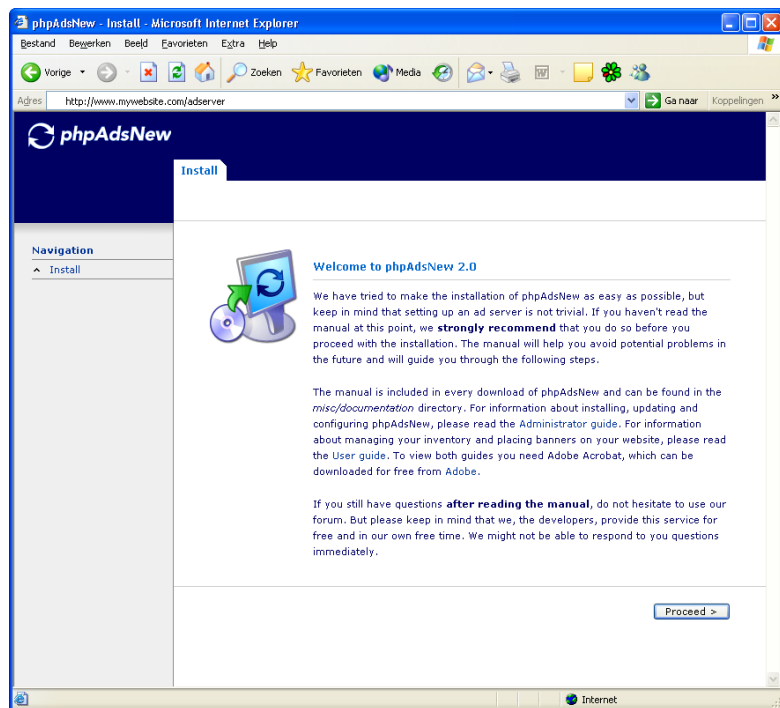 phpAdsNew - Install - Microsoft Internet Explorer
Bestand Bewerken Beeld Favorieten Extra Help
Vorige Zoeken Favorieten Media
Adres http://www.mywebsite.com/adserver Ga naar Koppelingen »
phpAdsNew
Install
Navigation
Install
Welcome to phpAdsNew 2.0
We have tried to make the installation of phpAdsNew as easy as possible, but
keep in mind that setting up an ad server is not trivial. If you haven't read the
manual at this point, we strongly recommend that you do so before you
proceed with the installation. The manual will help you avoid potential problems in
the future and will guide you through the following steps.
The manual is included in every download of phpAdsNew and can be found in the
misc/documentation directory. For information about installing, updating and
configuring phpAdsNew, please read the Administrator guide. For information
about managing your inventory and placing banners on your website, please read
the User guide. To view both guides you need Adobe Acrobat, which can be
downloaded for free from Adobe.
If you still have questions after reading the manual, do not hesitate to use our
forum. But please keep in mind that we, the developers, provide this service for
free and in our own free time. We might not be able to respond to you questions
immediately.
Proceed >
Internet